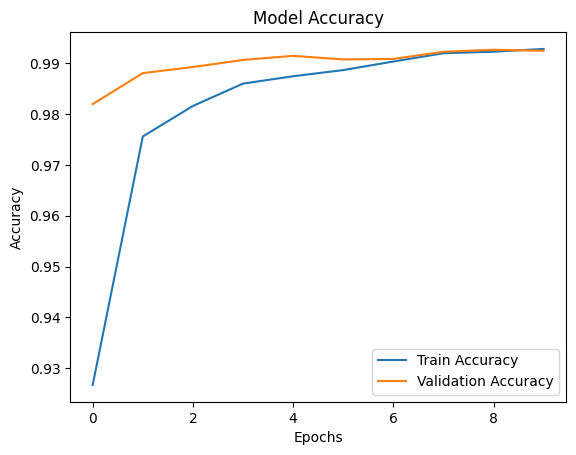 Model Accuracy
0.99
0.98
0.97
0.96
0.95
0.94
0.93
Accuracy
Train Accuracy
Validation Accuracy
0 2 4 6 8
Epochs